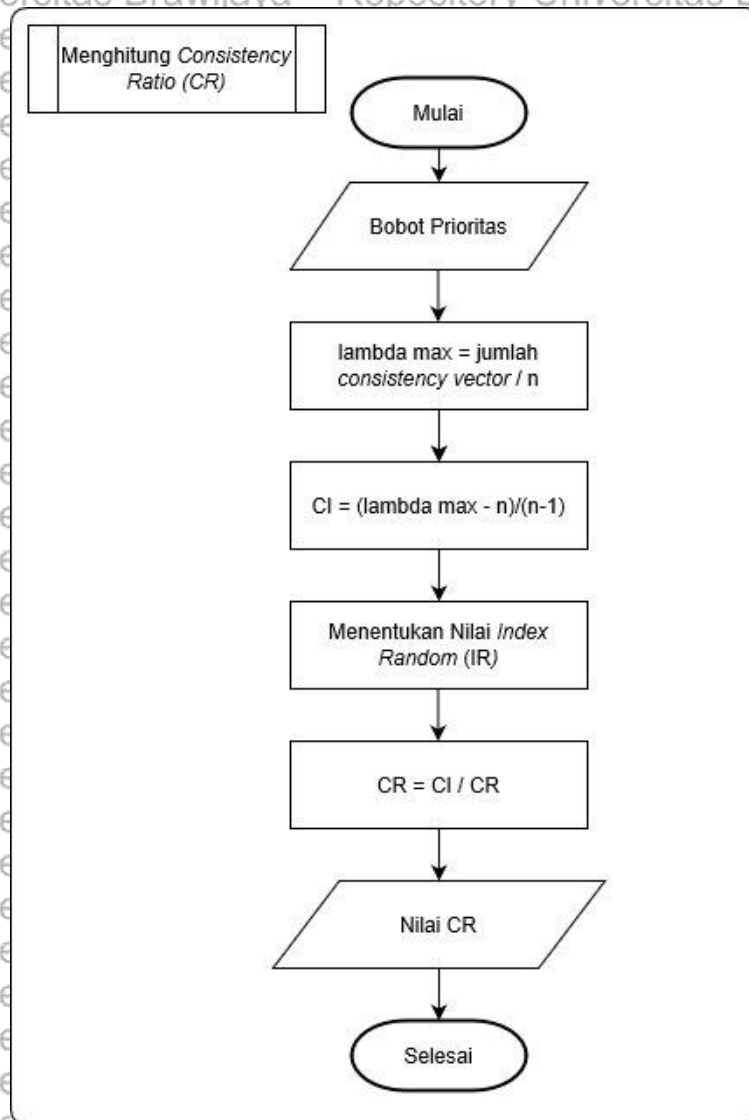 Menghitung Consistency
Ratio (CR)
Mulai
Bobot Prioritas
lambda max = jumlah
consistency vector / n
CI = (lambda max - n)/(n-1)
Menentukan Nilai Index
Random (IR)
CR = CI / CR
Nilai CR
Selesai